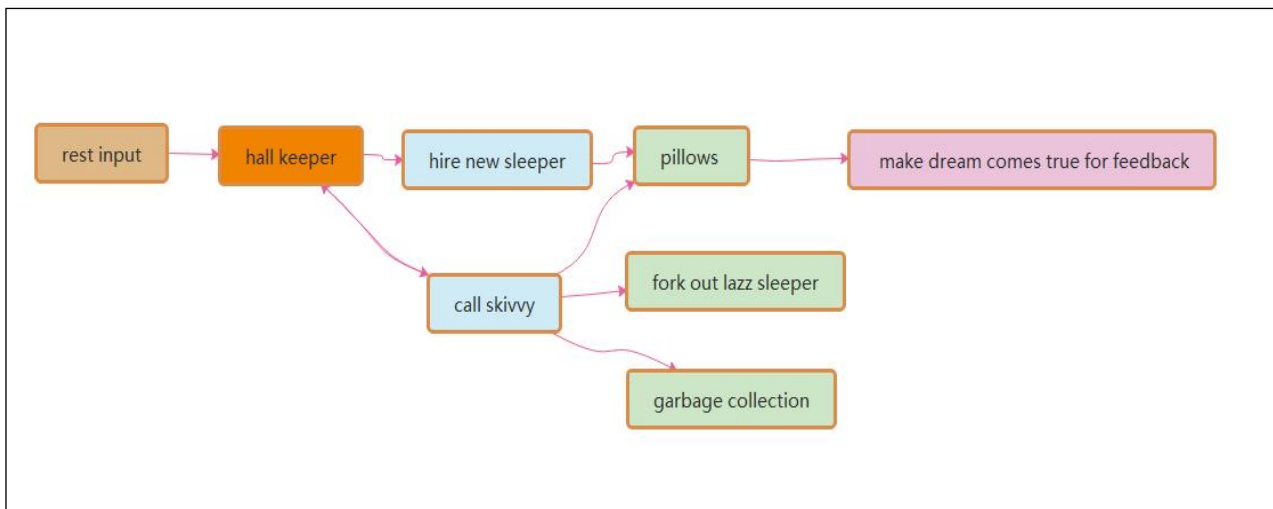 rest input
hall keeper
hire new sleeper
pillows
make dream comes true for feedback
call skivvy
fork out lazz sleeper
garbage collection